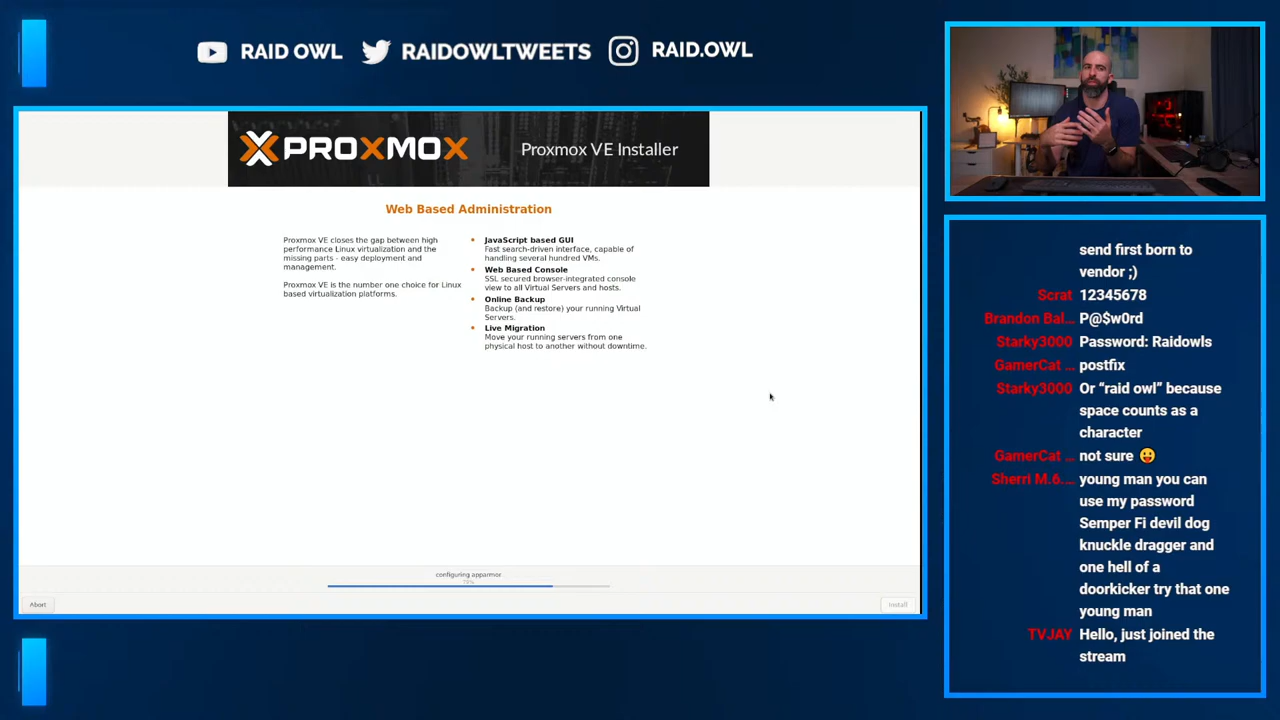 RAID OWL
RAIDOWLTWEETS
RAID.OWL
PROXMOX
Proxmox VE Installer
Web Based Administration
Proxmox VE closes the gap between high
performance Linux virtualization and the
missing parts - easy deployment and
management.
Proxmox VE is the number one choice for Linux
based virtualization platforms.
JavaScript based GUI
Fast search-driven interface, capable of
handling several hundred VMs.
Web Based Console
SSL secured browser-integrated console
view to all Virtual Servers and hosts.
Online Backup
Backup (and restore) your running Virtual
Servers.
Live Migration
Move your running servers from one
physical host to another without downtime.
configuring apparmor
Abort
Install
send first born to
vendor ;)
Scrat 12345678
Brandon Bal... P@$w0rd
Starky3000 Password: Raidowls
GamerCat ... postfix
Starky3000 Or “raid owl” because
space counts as a
character
GamerCat ... not sure 😛
Sherri M.6.... young man you can
use my password
Semper Fi devil dog
knuckle dragger and
one hell of a
doorkicker try that one
young man
TVJAY Hello, just joined the
stream